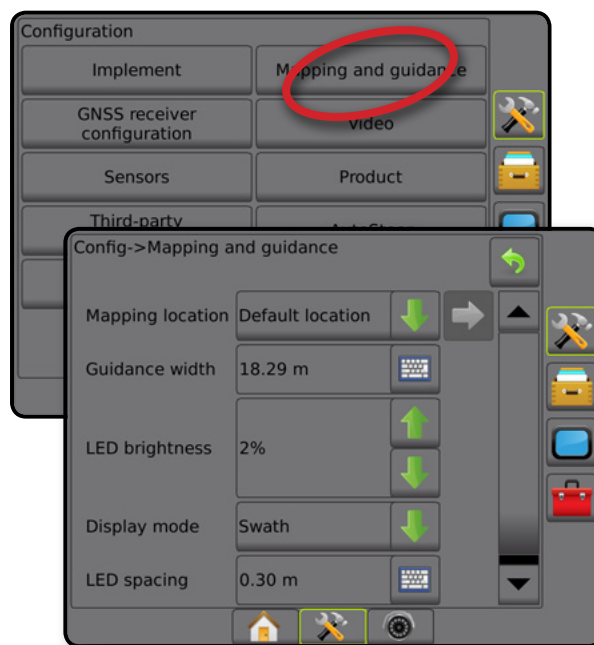 Configuration
Implement
Mapping and guidance
GNSS receiver
configuration
Video
Sensors
Product
Third-party
Config->Mapping and guidance
Mapping location
Default location
Guidance width
18.29 m
LED brightness
2%
Display mode
Swath
LED spacing
0.30 m